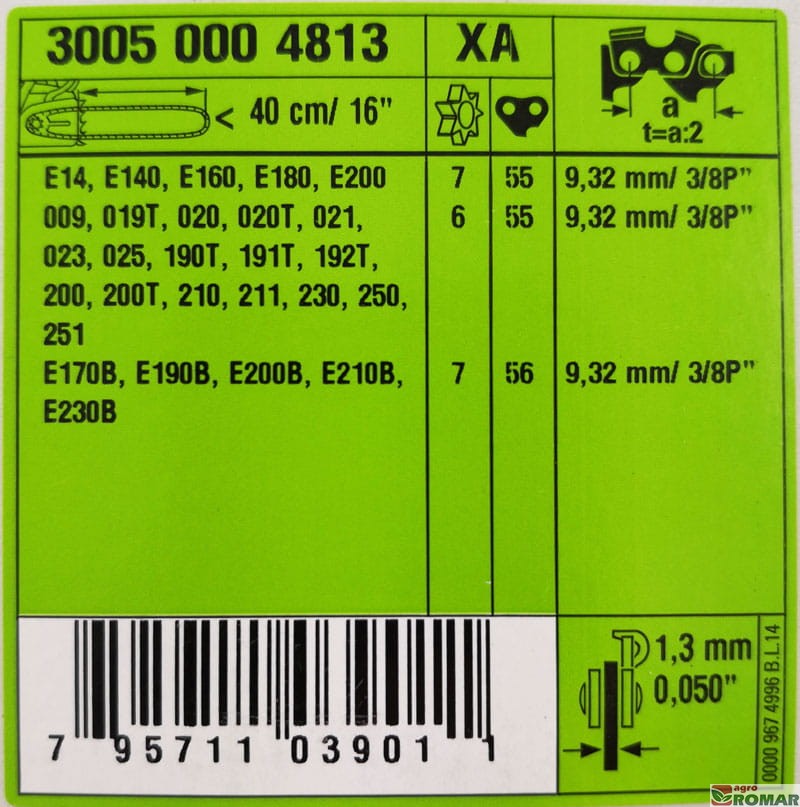 3005 000 4813 XA
< 40 cm/ 16"
a
t=a:2
E14, E140, E160, E180, E200 7 55 9,32 mm/ 3/8P"
009, 019T, 020, 020T, 021, 6 55 9,32 mm/ 3/8P"
023, 025, 190T, 191T, 192T,
200, 200T, 210, 211, 230, 250,
251
E170B, E190B, E200B, E210B, 7 56 9,32 mm/ 3/8P"
E230B
1,3 mm
0,050"
0000 967 4996 B.L.14
7 95711 03901 1
agro
ROMAR